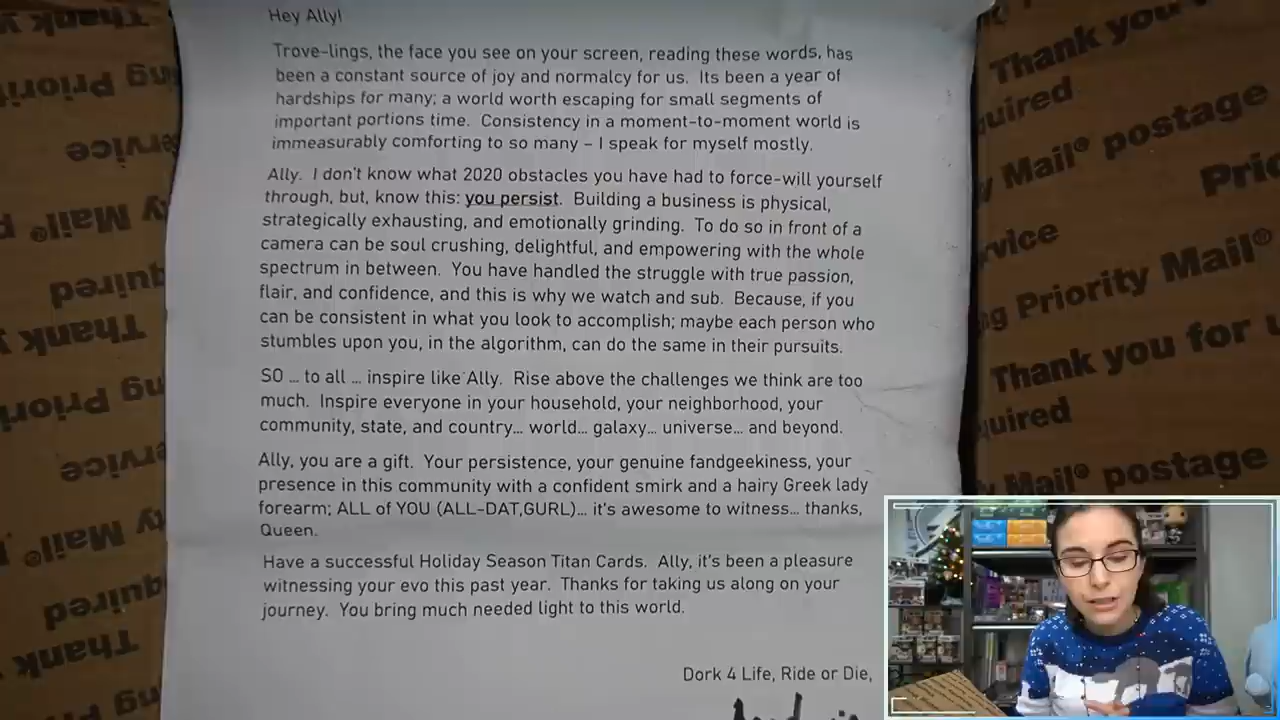 Hey Ally!
Trove-lings, the face you see on your screen, reading these words, has
been a constant source of joy and normalcy for us. Its been a year of
hardships for many; a world worth escaping for small segments of
important portions time. Consistency in a moment-to-moment world is
immeasurably comforting to so many – I speak for myself mostly.
Ally. I don't know what 2020 obstacles you have had to force-will yourself
through, but, know this: you persist. Building a business is physical,
strategically exhausting, and emotionally grinding. To do so in front of a
camera can be soul crushing, delightful, and empowering with the whole
spectrum in between. You have handled the struggle with true passion,
flair, and confidence, and this is why we watch and sub. Because, if you
can be consistent in what you look to accomplish; maybe each person who
stumbles upon you, in the algorithm, can do the same in their pursuits.
SO ... to all ... inspire like Ally. Rise above the challenges we think are too
much. Inspire everyone in your household, your neighborhood, your
community, state, and country... world... galaxy... universe... and beyond.
Ally, you are a gift. Your persistence, your genuine fandgeekiness, your
presence in this community with a confident smirk and a hairy Greek lady
forearm; ALL of YOU (ALL-DAT,GURL)... it's awesome to witness... thanks,
Queen.
Have a successful Holiday Season Titan Cards. Ally, it's been a pleasure
witnessing your evo this past year. Thanks for taking us along on your
journey. You bring much needed light to this world.
Dork 4 Life, Ride or Die,
Thank you
Mail® postage
Priority Mail®
Thank you for
Mail® postage
Thank
Mail
Thank
Mail
Thank